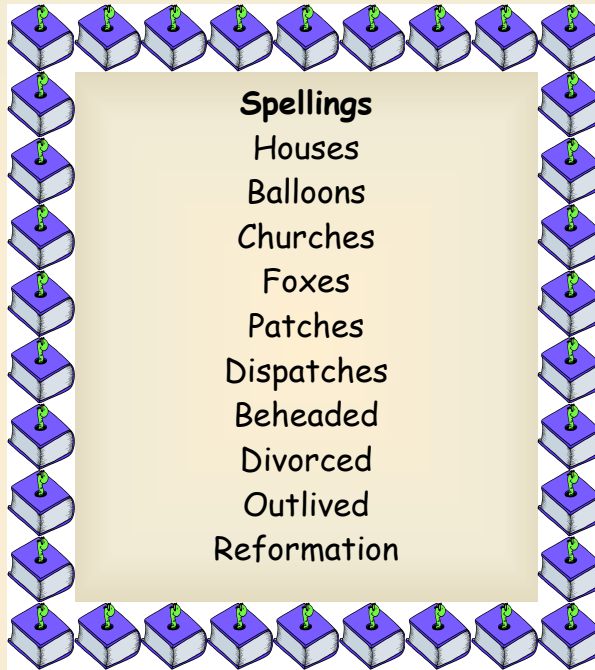 Spellings
Houses
Balloons
Churches
Foxes
Patches
Dispatches
Beheaded
Divorced
Outlived
Reformation